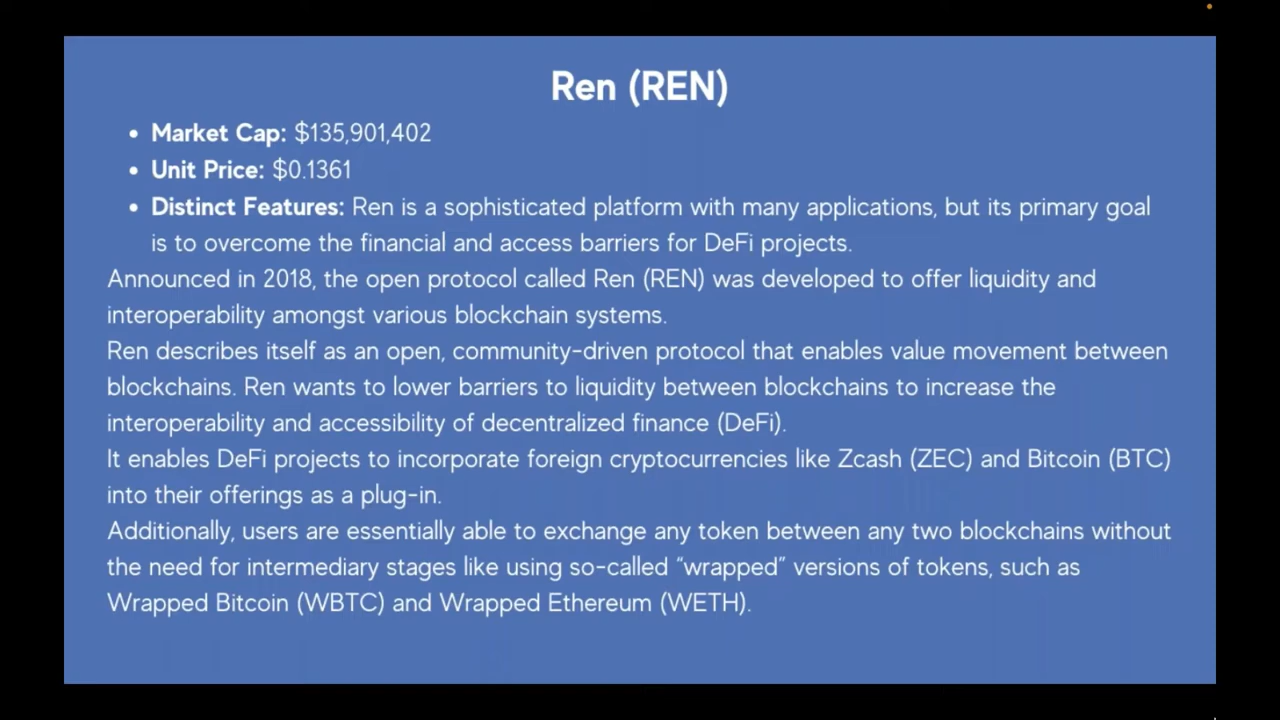 Ren (REN)
• Market Cap: $135,901,402
• Unit Price: $0.1361
• Distinct Features: Ren is a sophisticated platform with many applications, but its primary goal
is to overcome the financial and access barriers for DeFi projects.
Announced in 2018, the open protocol called Ren (REN) was developed to offer liquidity and
interoperability amongst various blockchain systems.
Ren describes itself as an open, community-driven protocol that enables value movement between
blockchains. Ren wants to lower barriers to liquidity between blockchains to increase the
interoperability and accessibility of decentralized finance (DeFi).
It enables DeFi projects to incorporate foreign cryptocurrencies like Zcash (ZEC) and Bitcoin (BTC)
into their offerings as a plug-in.
Additionally, users are essentially able to exchange any token between any two blockchains without
the need for intermediary stages like using so-called “wrapped” versions of tokens, such as
Wrapped Bitcoin (WBTC) and Wrapped Ethereum (WETH).